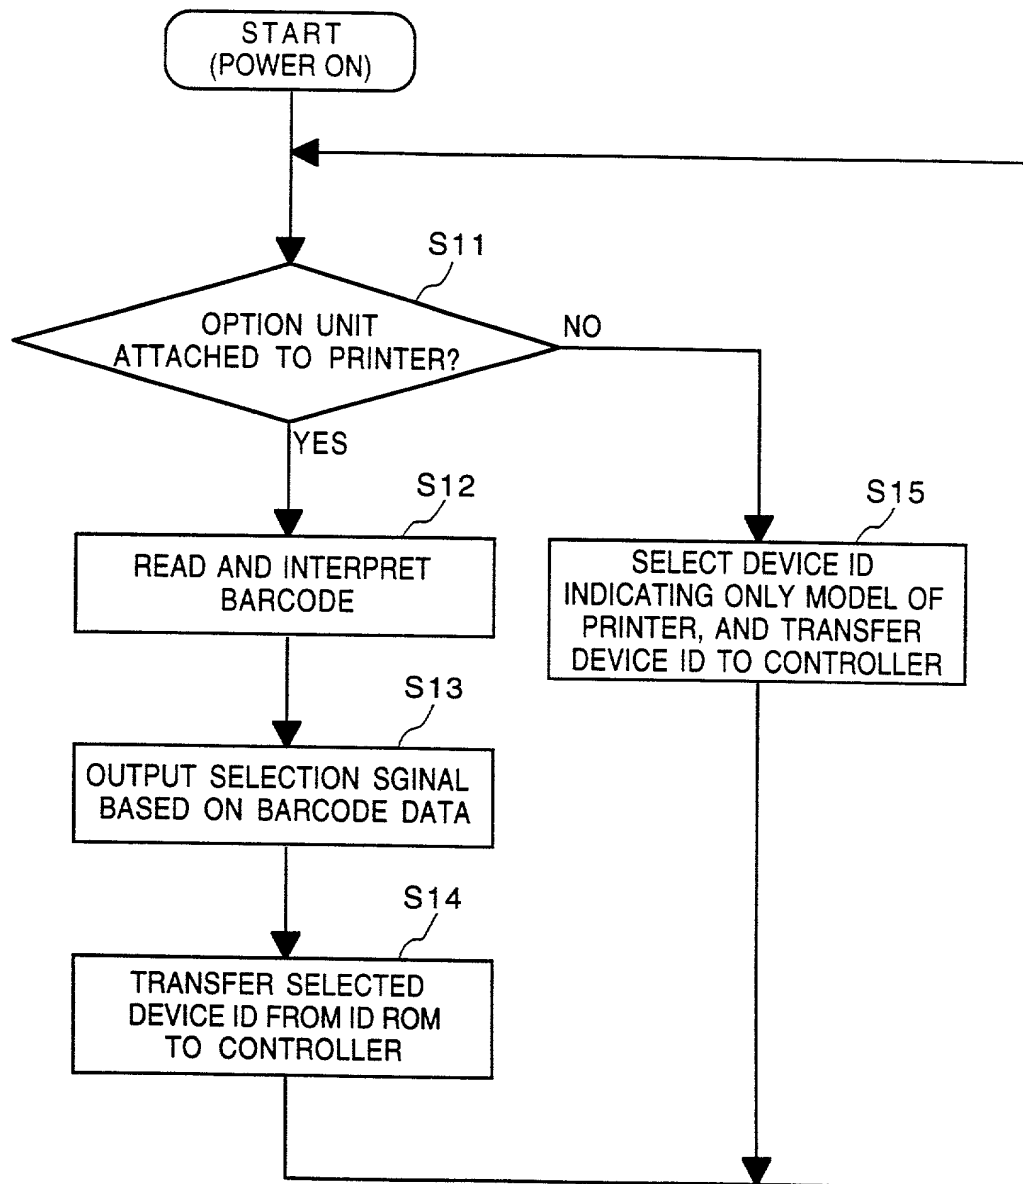 START
(POWER ON)
S11
OPTION UNIT
ATTACHED TO PRINTER?
NO
YES
S12
READ AND INTERPRET
BARCODE
S15
SELECT DEVICE ID
INDICATING ONLY MODEL OF
PRINTER, AND TRANSFER
DEVICE ID TO CONTROLLER
S13
OUTPUT SELECTION SGINAL
BASED ON BARCODE DATA
S14
TRANSFER SELECTED
DEVICE ID FROM ID ROM
TO CONTROLLER